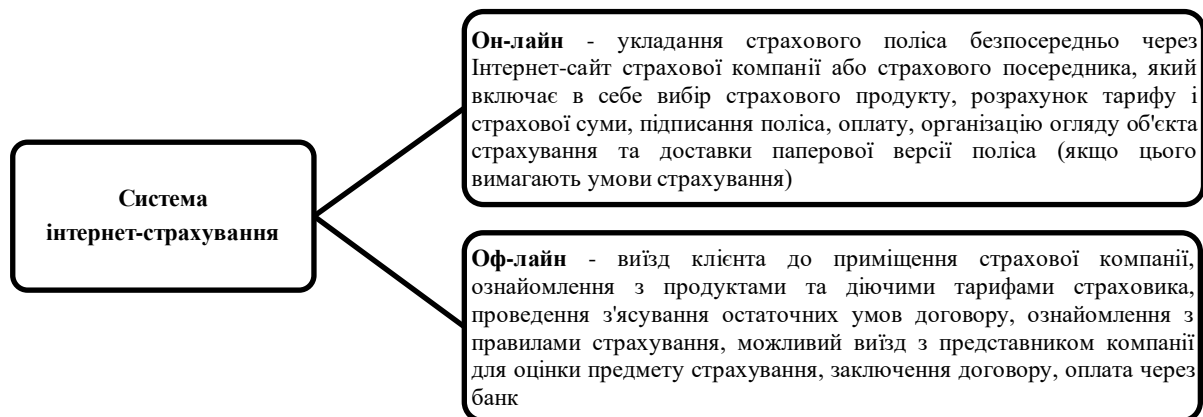 Он-лайн - укладання страхового поліса безпосередньо через
Інтернет-сайт страхової компанії або страхового посередника, який
включає в себе вибір страхового продукту, розрахунок тарифу і
страхової суми, підписання поліса, оплату, організацію огляду об'єкта
страхування та доставки паперової версії поліса (якщо цього
вимагають умови страхування)
Система
інтернет-страхування
Оф-лайн - виїзд клієнта до приміщення страхової компанії,
ознайомлення з продуктами та діючими тарифами страховика,
проведення з'ясування остаточних умов договору, ознайомлення з
правилами страхування, можливий виїзд з представником компанії
для оцінки предмету страхування, заключення договору, оплата через
банк